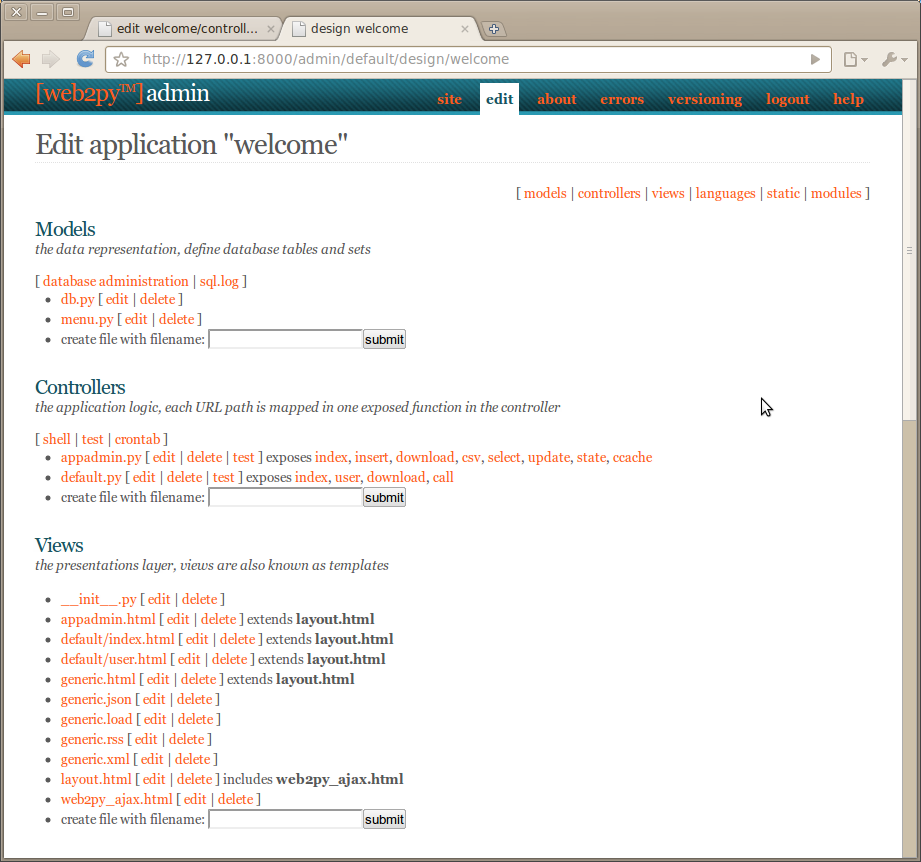 edit welcome/controll...
design welcome
http://127.0.0.1:8000/admin/default/design/welcome
[web2py™] admin
site edit about errors versioning logout help
Edit application "welcome"
[ models | controllers | views | languages | static | modules ]
Models
the data representation, define database tables and sets
[ database administration | sql.log ]
db.py [ edit | delete ]
menu.py [ edit | delete ]
create file with filename: submit
Controllers
the application logic, each URL path is mapped in one exposed function in the controller
[ shell | test | crontab ]
appadmin.py [ edit | delete | test ] exposes index, insert, download, csv, select, update, state, ccache
default.py [ edit | delete | test ] exposes index, user, download, call
create file with filename: submit
Views
the presentations layer, views are also known as templates
__init__.py [ edit | delete ]
appadmin.html [ edit | delete ] extends layout.html
default/index.html [ edit | delete ] extends layout.html
default/user.html [ edit | delete ] extends layout.html
generic.html [ edit | delete ] extends layout.html
generic.json [ edit | delete ]
generic.load [ edit | delete ]
generic.rss [ edit | delete ]
generic.xml [ edit | delete ]
layout.html [ edit | delete ] includes web2py_ajax.html
web2py_ajax.html [ edit | delete ]
create file with filename: submit